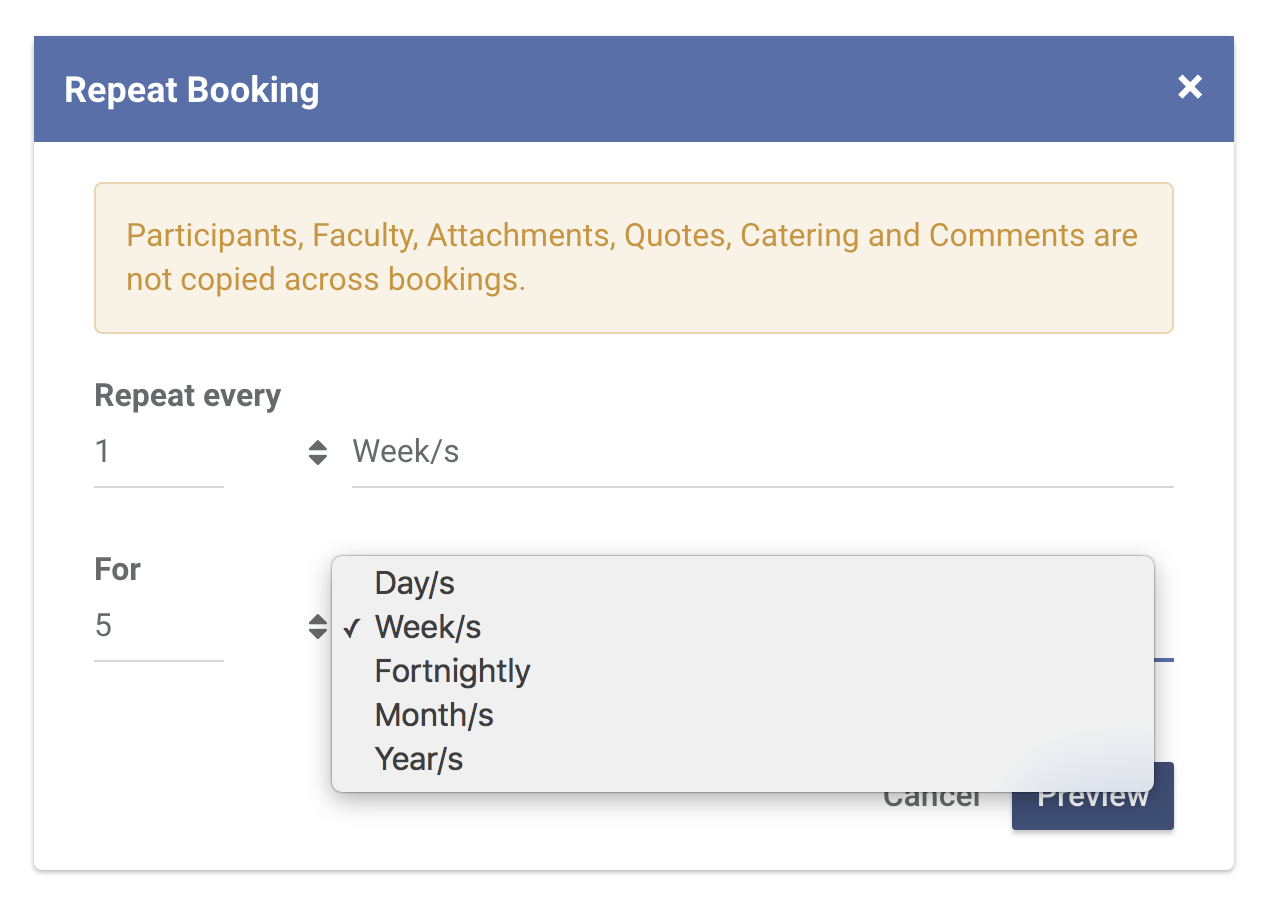 Repeat Booking
Participants, Faculty, Attachments, Quotes, Catering and Comments are
not copied across bookings.
Repeat every
1 Week/s
For
5
Day/s
✓ Week/s
Fortnightly
Month/s
Year/s
Cancel Preview